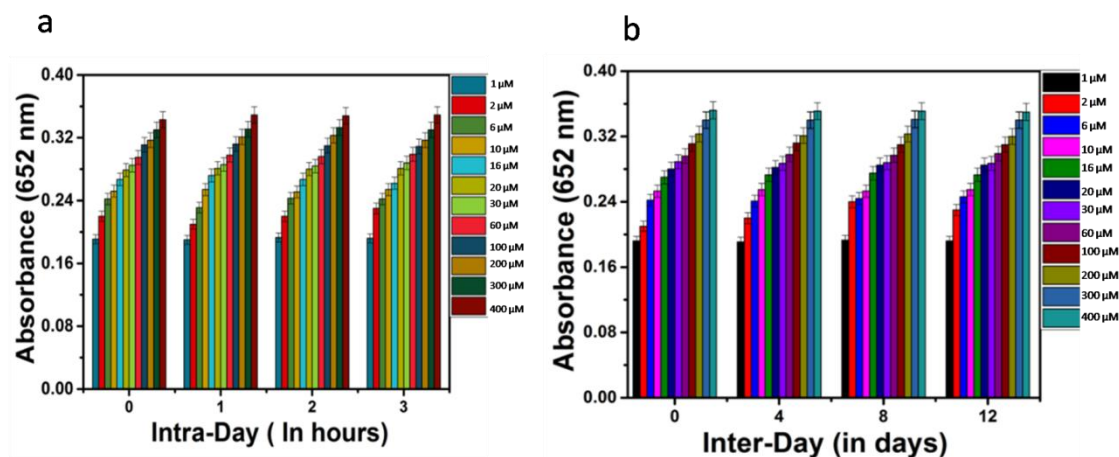 a
Absorbance (652 nm)
0.40
0.32
0.24
0.16
0.08
0.00
0
1
2
3
Intra-Day ( In hours)
1 µM
2 µM
6 µM
10 µM
16 µM
20 µM
30 µM
60 µM
100 µM
200 µM
300 µM
400 µM
b
Absorbance (652 nm)
0.40
0.32
0.24
0.16
0.08
0.00
0
4
8
12
Inter-Day (in days)
1 µM
2 µM
6 µM
10 µM
16 µM
20 µM
30 µM
60 µM
100 µM
200 µM
300 µM
400 µM